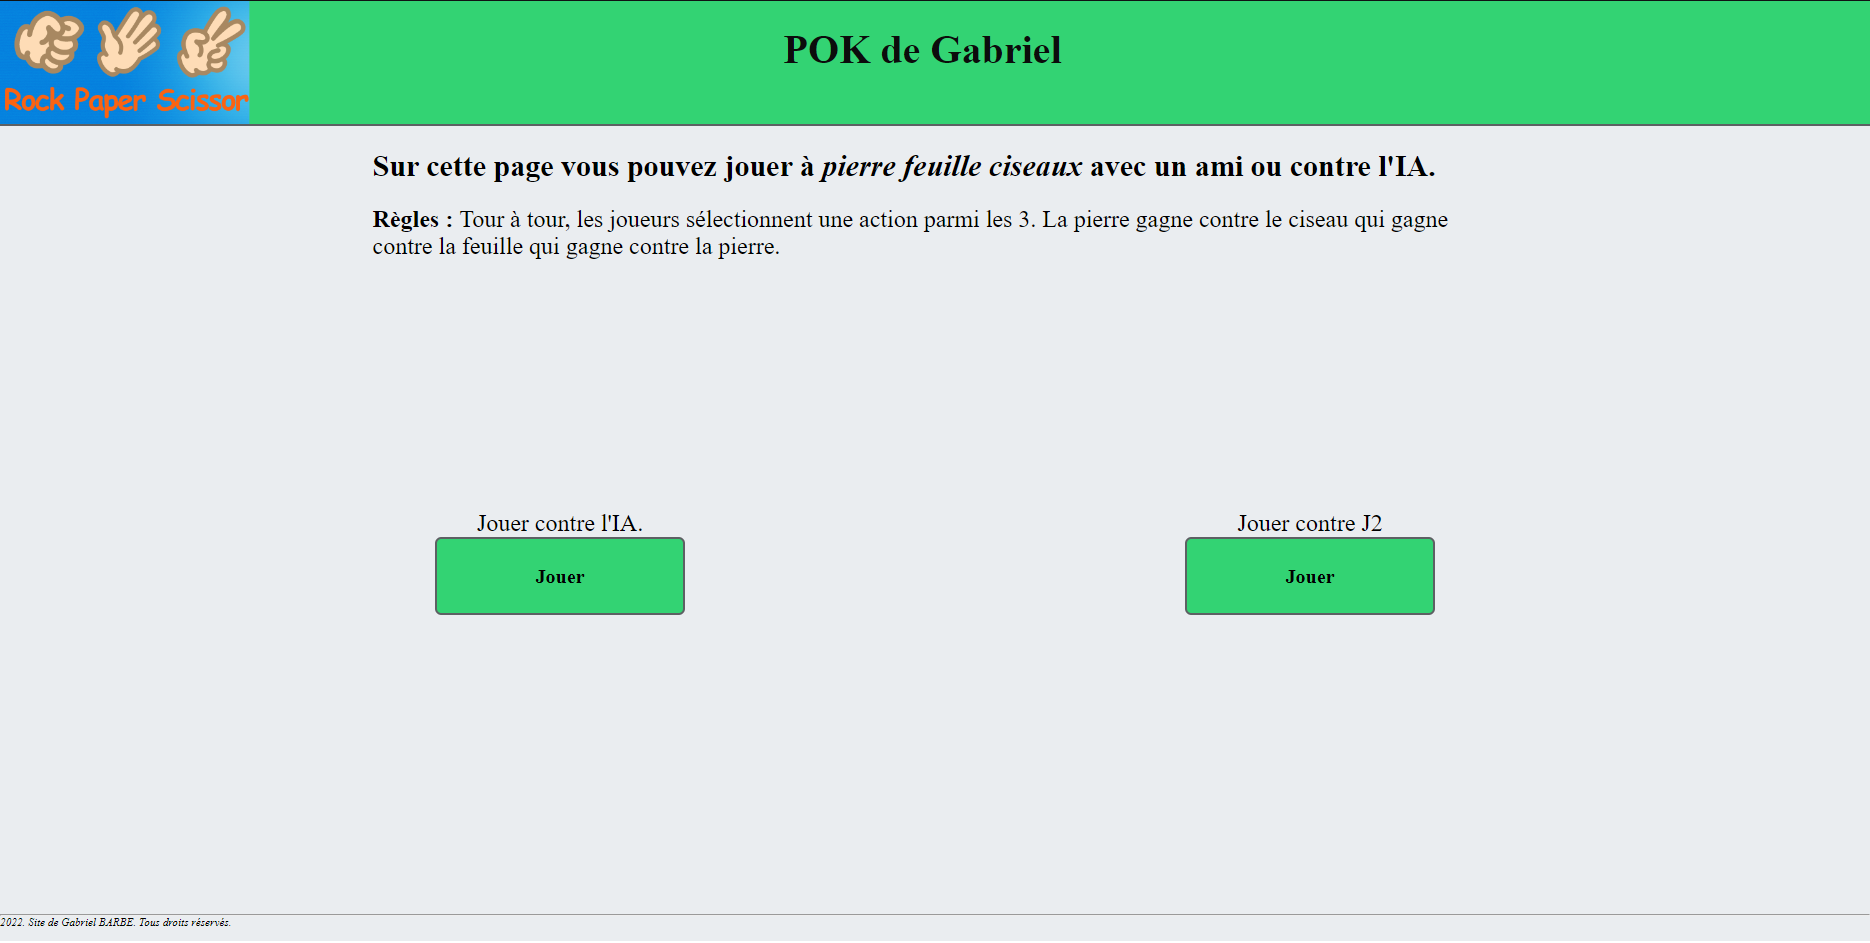 Rock Paper Scissor
POK de Gabriel
Sur cette page vous pouvez jouer à pierre feuille ciseaux avec un ami ou contre l'IA.
Règles : Tour à tour, les joueurs sélectionnent une action parmi les 3. La pierre gagne contre le ciseau qui gagne
contre la feuille qui gagne contre la pierre.
Jouer contre l'IA.
Jouer
Jouer contre J2
Jouer
2022. Site de Gabriel BARBE. Tous droits réservés.